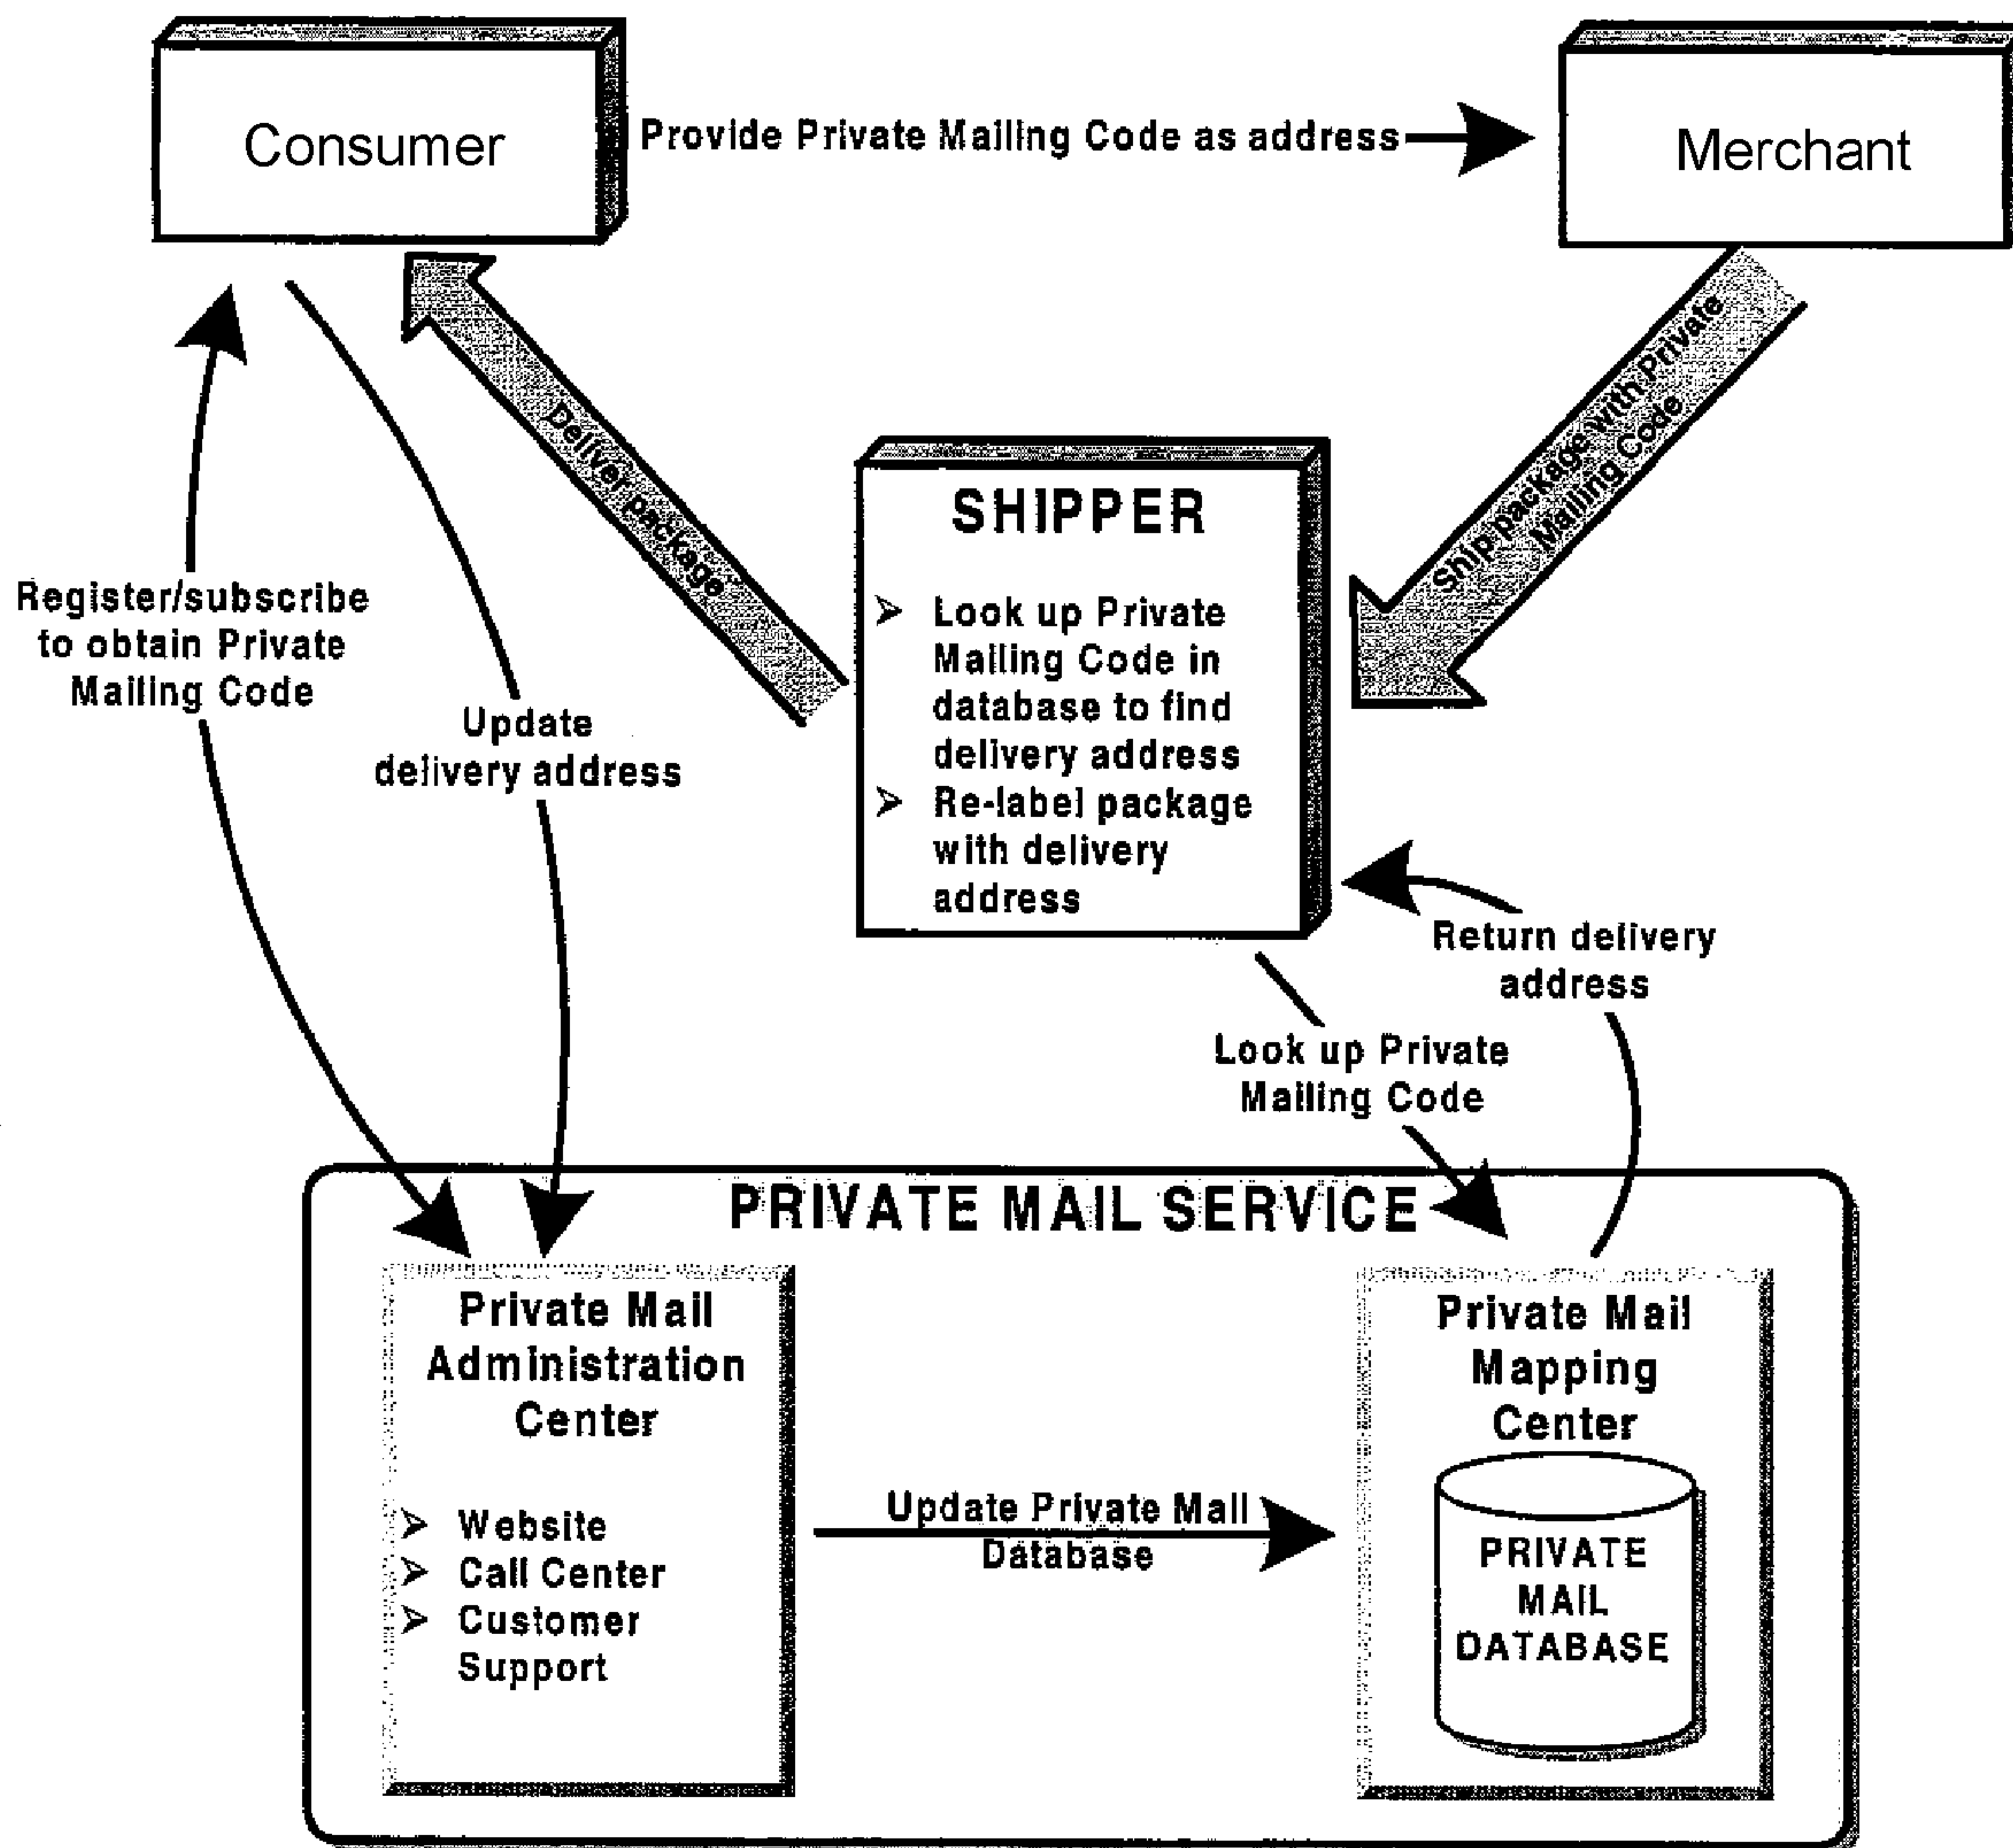 Consumer
Provide Private Mailing Code as address
Merchant
Deliver package
Ship package with Private
Mailing Code
SHIPPER
➢ Look up Private
Mailing Code in
database to find
delivery address
➢ Re-label package
with delivery
address
Register/subscribe
to obtain Private
Mailing Code
Update
delivery address
Return delivery
address
Look up Private
Mailing Code
PRIVATE MAIL SERVICE
Private Mail
Administration
Center
➢ Website
➢ Call Center
➢ Customer
Support
Update Private Mail
Database
Private Mail
Mapping
Center
PRIVATE
MAIL
DATABASE